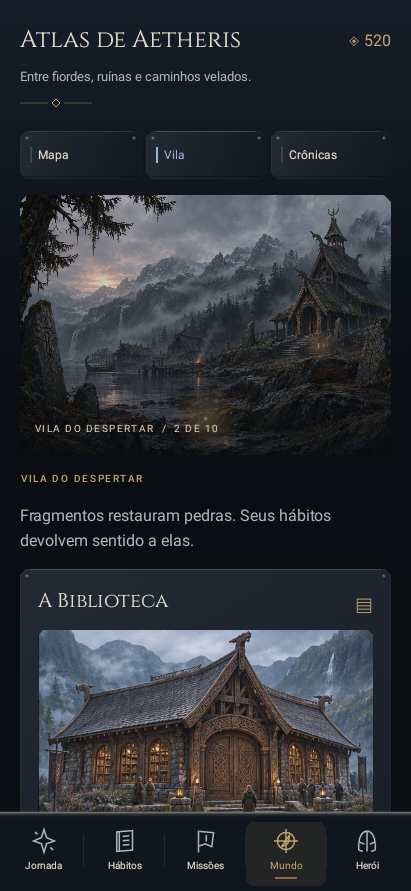 Atlas de Aetheris
520
Entre fiordes, ruínas e caminhos velados.
Mapa
Vila
Crônicas
VILA DO DESPERTAR / 2 DE 10
VILA DO DESPERTAR
Fragmentos restauram pedras. Seus hábitos
devolvem sentido a elas.
A Biblioteca
Jornada
Hábitos
Missões
Mundo
Herói